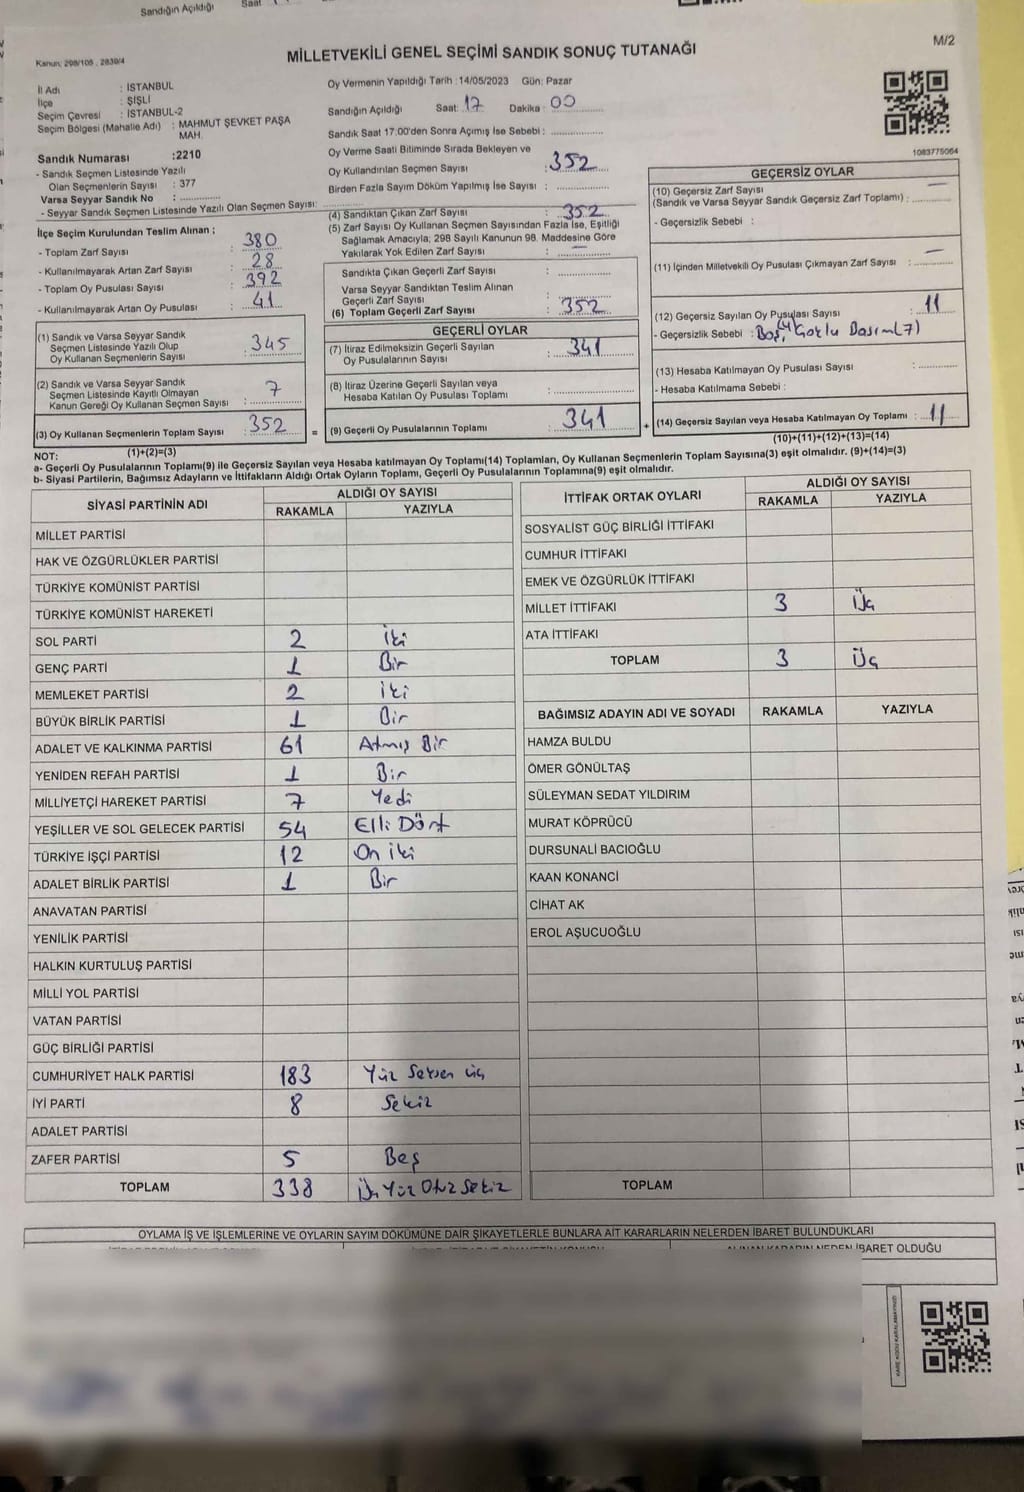 Sandığın Açıldığı Saat
M/2
Kanun: 298/105 . 2839/4
MİLLETVEKİLİ GENEL SEÇİMİ SANDIK SONUÇ TUTANAĞI
İl Adı : İSTANBUL
İlçe : ŞİŞLİ
Seçim Çevresi : İSTANBUL-2
Seçim Bölgesi (Mahalle Adı) : MAHMUT ŞEVKET PAŞA MAH.
Sandık Numarası :2210
- Sandık Seçmen Listesinde Yazılı
Olan Seçmenlerin Sayısı : 377
Varsa Seyyar Sandık No :
- Seyyar Sandık Seçmen Listesinde Yazılı Olan Seçmen Sayısı:
Oy Vermenin Yapıldığı Tarih :14/05/2023 Gün: Pazar
Sandığın Açıldığı Saat: 17 Dakika : 00
Sandık Saat 17:00'den Sonra Açımış İse Sebebi :
Oy Verme Saati Bitiminde Sırada Bekleyen ve
Oy Kullandırılan Seçmen Sayısı : 352
Birden Fazla Sayım Döküm Yapılmış İse Sayısı :
1083775064
İlçe Seçim Kurulundan Teslim Alınan ;
- Toplam Zarf Sayısı : 380
- Kullanılmayarak Artan Zarf Sayısı : 28
- Toplam Oy Pusulası Sayısı : 392
- Kullanılmayarak Artan Oy Pusulası : 41
(1) Sandık ve Varsa Seyyar Sandık
Seçmen Listesinde Yazılı Olup
Oy Kullanan Seçmenlerin Sayısı : 345
(2) Sandık ve Varsa Seyyar Sandık
Seçmen Listesinde Kayıtlı Olmayan
Kanun Gereği Oy Kullanan Seçmen Sayısı : 7
(3) Oy Kullanan Seçmenlerin Toplam Sayısı : 352
(1)+(2)=(3)
(4) Sandıktan Çıkan Zarf Sayısı : 352
(5) Zarf Sayısı Oy Kullanan Seçmen Sayısından Fazla İse, Eşitliği
Sağlamak Amacıyla; 298 Sayılı Kanunun 98. Maddesine Göre
Yakılarak Yok Edilen Zarf Sayısı : —
Sandıkta Çıkan Geçerli Zarf Sayısı :
Varsa Seyyar Sandıktan Teslim Alınan
Geçerli Zarf Sayısı :
(6) Toplam Geçerli Zarf Sayısı : 352
GEÇERLİ OYLAR
(7) İtiraz Edilmeksizin Geçerli Sayılan
Oy Pusulalarının Sayısı : 341
(8) İtiraz Üzerine Geçerli Sayılan veya
Hesaba Katılan Oy Pusulası Toplamı :
= (9) Geçerli Oy Pusulalarının Toplamı : 341
GEÇERSİZ OYLAR
(10) Geçersiz Zarf Sayısı
(Sandık ve Varsa Seyyar Sandık Geçersiz Zarf Toplamı) : —
- Geçersizlik Sebebi :
(11) İçinden Milletvekili Oy Pusulası Çıkmayan Zarf Sayısı : —
(12) Geçersiz Sayılan Oy Pusulası Sayısı : 11
- Geçersizlik Sebebi : Boş(4) Çoklu Basım(7)
(13) Hesaba Katılmayan Oy Pusulası Sayısı :
- Hesaba Katılmama Sebebi :
+ (14) Geçersiz Sayılan veya Hesaba Katılmayan Oy Toplamı : 11
(10)+(11)+(12)+(13)=(14)
NOT:
a- Geçerli Oy Pusulalarının Toplamı(9) ile Geçersiz Sayılan veya Hesaba katılmayan Oy Toplamı(14) Toplamları, Oy Kullanan Seçmenlerin Toplam Sayısına(3) eşit olmalıdır. (9)+(14)=(3)
b- Siyasi Partilerin, Bağımsız Adayların ve İttifakların Aldığı Ortak Oyların Toplamı, Geçerli Oy Pusulalarının Toplamına(9) eşit olmalıdır.
SİYASİ PARTİNİN ADI
ALDIĞI OY SAYISI
RAKAMLA YAZIYLA
MİLLET PARTİSİ
HAK VE ÖZGÜRLÜKLER PARTİSİ
TÜRKİYE KOMÜNİST PARTİSİ
TÜRKİYE KOMÜNİST HAREKETİ
SOL PARTİ 2 İki
GENÇ PARTİ 1 Bir
MEMLEKET PARTİSİ 2 iki
BÜYÜK BİRLİK PARTİSİ 1 Bir
ADALET VE KALKINMA PARTİSİ 61 Atmış Bir
YENİDEN REFAH PARTİSİ 1 Bir
MİLLİYETÇİ HAREKET PARTİSİ 7 Yedi
YEŞİLLER VE SOL GELECEK PARTİSİ 54 Elli Dört
TÜRKİYE İŞÇİ PARTİSİ 12 On iki
ADALET BİRLİK PARTİSİ 1 Bir
ANAVATAN PARTİSİ
YENİLİK PARTİSİ
HALKIN KURTULUŞ PARTİSİ
MİLLİ YOL PARTİSİ
VATAN PARTİSİ
GÜÇ BİRLİĞİ PARTİSİ
CUMHURİYET HALK PARTİSİ 183 Yüz Seksen üç
İYİ PARTİ 8 Sekiz
ADALET PARTİSİ
ZAFER PARTİSİ 5 Beş
TOPLAM 338 Üç Yüz Otuz Sekiz
İTTİFAK ORTAK OYLARI
ALDIĞI OY SAYISI
RAKAMLA YAZIYLA
SOSYALİST GÜÇ BİRLİĞİ İTTİFAKI
CUMHUR İTTİFAKI
EMEK VE ÖZGÜRLÜK İTTİFAKI
MİLLET İTTİFAKI 3 Üç
ATA İTTİFAKI
TOPLAM 3 Üç
BAĞIMSIZ ADAYIN ADI VE SOYADI RAKAMLA YAZIYLA
HAMZA BULDU
ÖMER GÖNÜLTAŞ
SÜLEYMAN SEDAT YILDIRIM
MURAT KÖPRÜCÜ
DURSUNALİ BACIOĞLU
KAAN KONANCİ
CİHAT AK
EROL AŞUCUOĞLU
TOPLAM
OYLAMA İŞ VE İŞLEMLERİNE VE OYLARIN SAYIM DÖKÜMÜNE DAİR ŞİKAYETLERLE BUNLARA AİT KARARLARIN NELERDEN İBARET BULUNDUKLARI
ALINAN KARARIN NEDEN İBARET OLDUĞU
KARE KODU KARALAMAYINIZ!